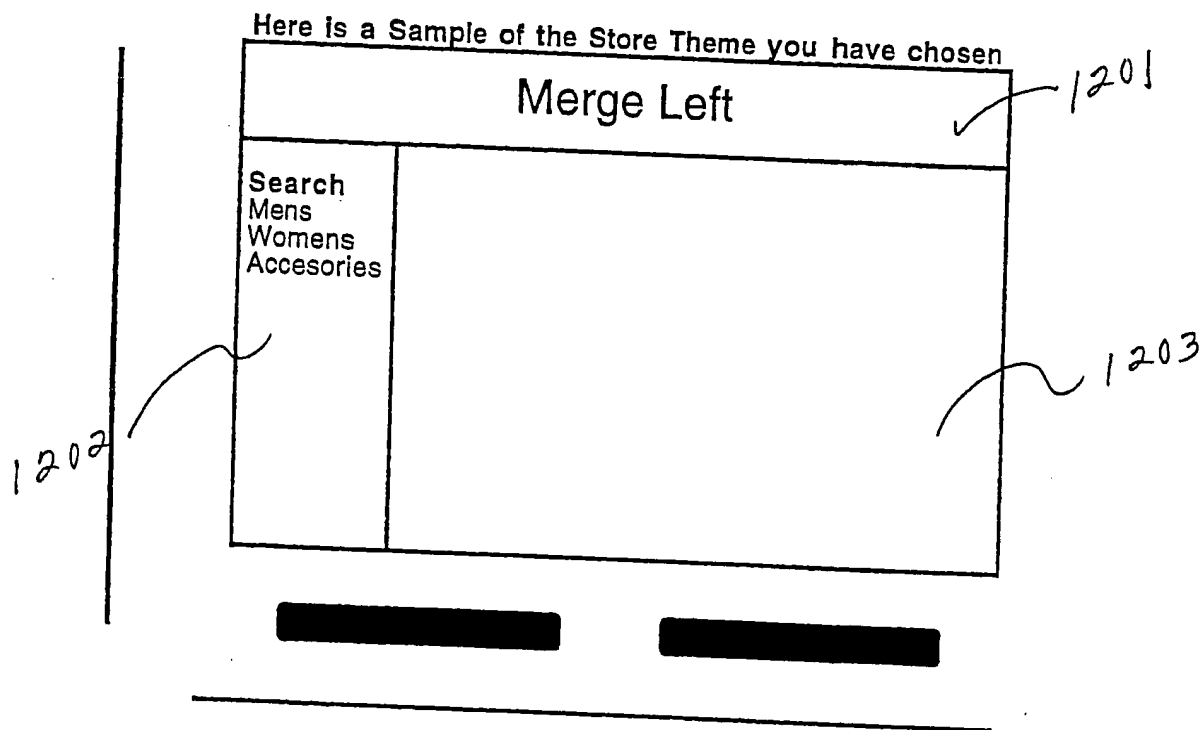 Here is a Sample of the Store Theme you have chosen
Merge Left
1201
Search
Mens
Womens
Accesories
1202
1203